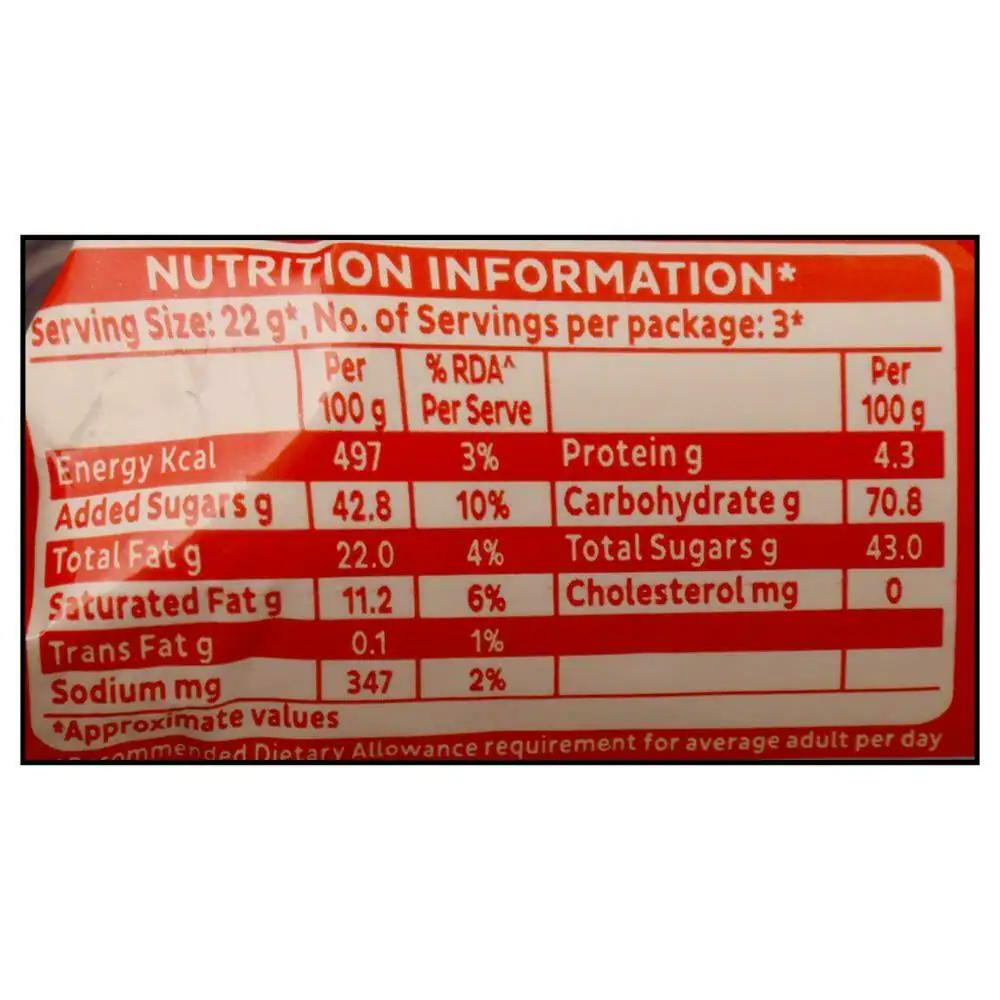 NUTRITION INFORMATION*
Serving Size: 22 g*, No. of Servings per package: 3*
Per 100 g % RDA^ Per Serve Per 100 g
Energy Kcal 497 3% Protein g 4.3
Added Sugars g 42.8 10% Carbohydrate g 70.8
Total Fat g 22.0 4% Total Sugars g 43.0
Saturated Fat g 11.2 6% Cholesterol mg 0
Trans Fat g 0.1 1%
Sodium mg 347 2%
*Approximate values
Dietary Allowance requirement for average adult per day